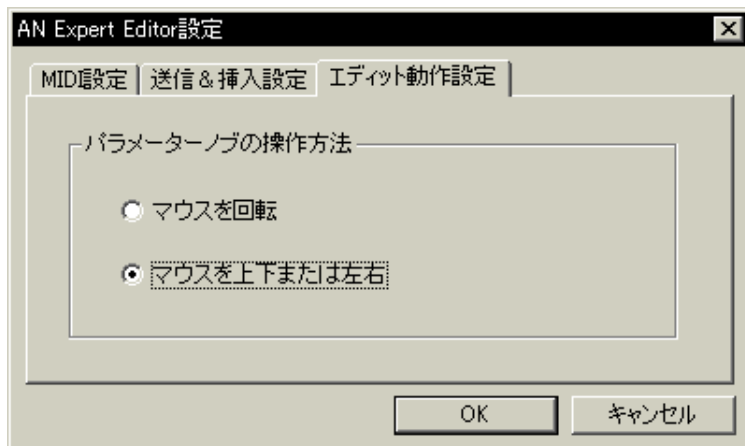 AN Expert Editor設定
MIDI設定 送信&挿入設定 エディット動作設定
パラメーターノブの操作方法
マウスを回転
マウスを上下または左右
OK キャンセル